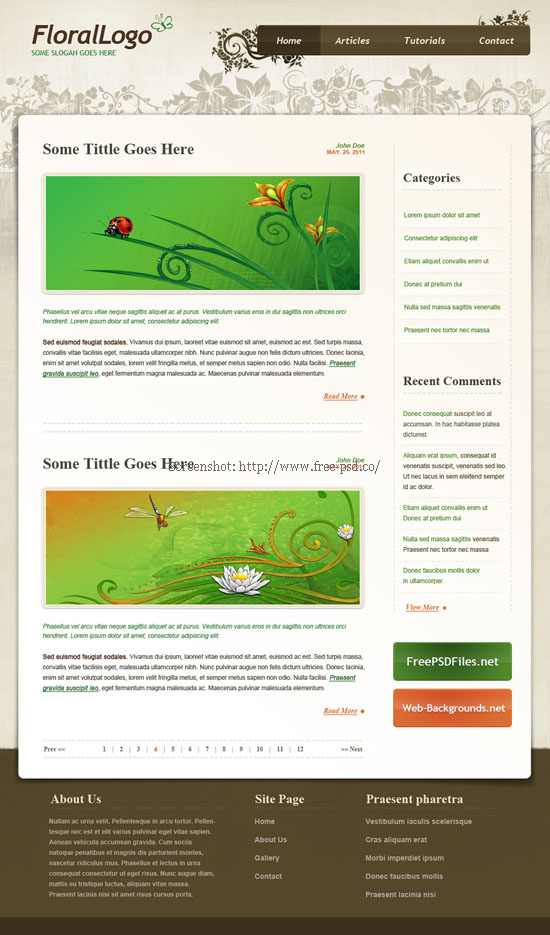 FloralLogo
SOME SLOGAN GOES HERE
Home
Articles
Tutorials
Contact
Some Tittle Goes Here
John Doe
MAY. 26. 2011
Phasellus vel arcu vitae neque sagittis aliquet ac at purus. Vestibulum varius eros in dui sagittis non ultrices orci
hendrerit. Lorem ipsum dolor sit amet, consectetur adipiscing elit.
Sed euismod feugiat sodales. Vivamus dui ipsum, laoreet vitae euismod sit amet, euismod ac est. Sed turpis massa,
convallis vitae facilisis eget, malesuada ullamcorper nibh. Nunc pulvinar augue non felis dictum ultricies. Donec lacinia,
enim sit amet volutpat sodales, lorem velit fringilla metus, et semper metus sapien non odio. Nulla facilisi. Praesent
gravida suscipit leo, eget fermentum magna malesuada ac. Maecenas pulvinar malesuada elementum.
Read More
Some Tittle Goes Here
John Doe
Screenshot: http://www.free-psd.co/
Phasellus vel arcu vitae neque sagittis aliquet ac at purus. Vestibulum varius eros in dui sagittis non ultrices orci
hendrerit. Lorem ipsum dolor sit amet, consectetur adipiscing elit.
Sed euismod feugiat sodales. Vivamus dui ipsum, laoreet vitae euismod sit amet, euismod ac est. Sed turpis massa,
convallis vitae facilisis eget, malesuada ullamcorper nibh. Nunc pulvinar augue non felis dictum ultricies. Donec lacinia,
enim sit amet volutpat sodales, lorem velit fringilla metus, et semper metus sapien non odio. Nulla facilisi. Praesent
gravida suscipit leo, eget fermentum magna malesuada ac. Maecenas pulvinar malesuada elementum.
Read More
Prev << 1 | 2 | 3 | 4 | 5 | 6 | 7 | 8 | 9 | 10 | 11 | 12 >> Next
Categories
Lorem ipsum dolor sit amet
Consectetur adipiscing elit
Etiam aliquet convallis enim ut
Donec at pretium dui
Nulla sed massa sagittis venenatis
Praesent nec tortor nec massa
Recent Comments
Donec consequat suscipit leo at
accumsan. In hac habitasse platea
dictumst.
Aliquam erat ipsum, consequat id
venenatis suscipit, venenatis sed leo.
Ut nec lacus in sem eleifend semper
id ac dolor.
Etiam aliquet convallis enim ut
Donec at pretium dui
Nulla sed massa sagittis venenatis
Praesent nec tortor nec massa
Donec faucibus mollis dolor
in ullamcorper.
View More
FreePSDFiles.net
Web-Backgrounds.net
About Us
Nullam ac urna velit. Pellentesque in arcu tortor. Pellen-
tesque nec est et elit varius pulvinar eget vitae sapien.
Aenean vehicula accumsan gravida. Cum sociis
natoque penatibus et magnis dis parturient montes,
nascetur ridiculus mus. Phasellus et lectus in urna
consequat consectetur ut eget risus. Nunc augue diam,
mattis eu tristique luctus, aliquam vitae massa.
Praesent lacinia nisi sit amet risus cursus porta.
Site Page
Home
About Us
Gallery
Contact
Praesent pharetra
Vestibulum iaculis scelerisque
Cras aliquam erat
Morbi imperdiet ipsum
Donec faucibus mollis
Praesent lacinia nisi